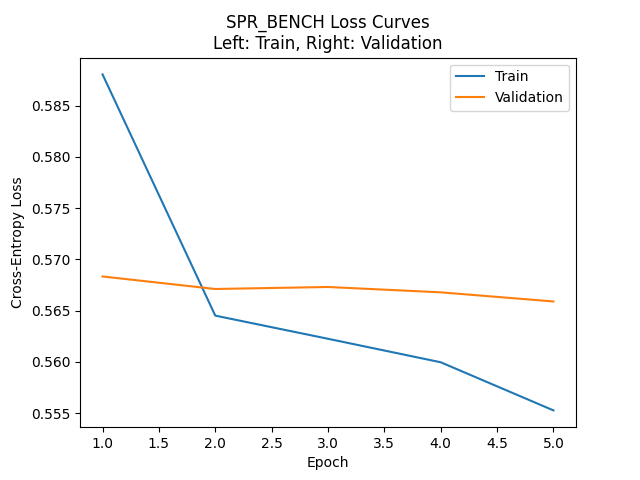 SPR_BENCH Loss Curves
Left: Train, Right: Validation
Train
Validation
Cross-Entropy Loss
0.585
0.580
0.575
0.570
0.565
0.560
0.555
1.0 1.5 2.0 2.5 3.0 3.5 4.0 4.5 5.0
Epoch